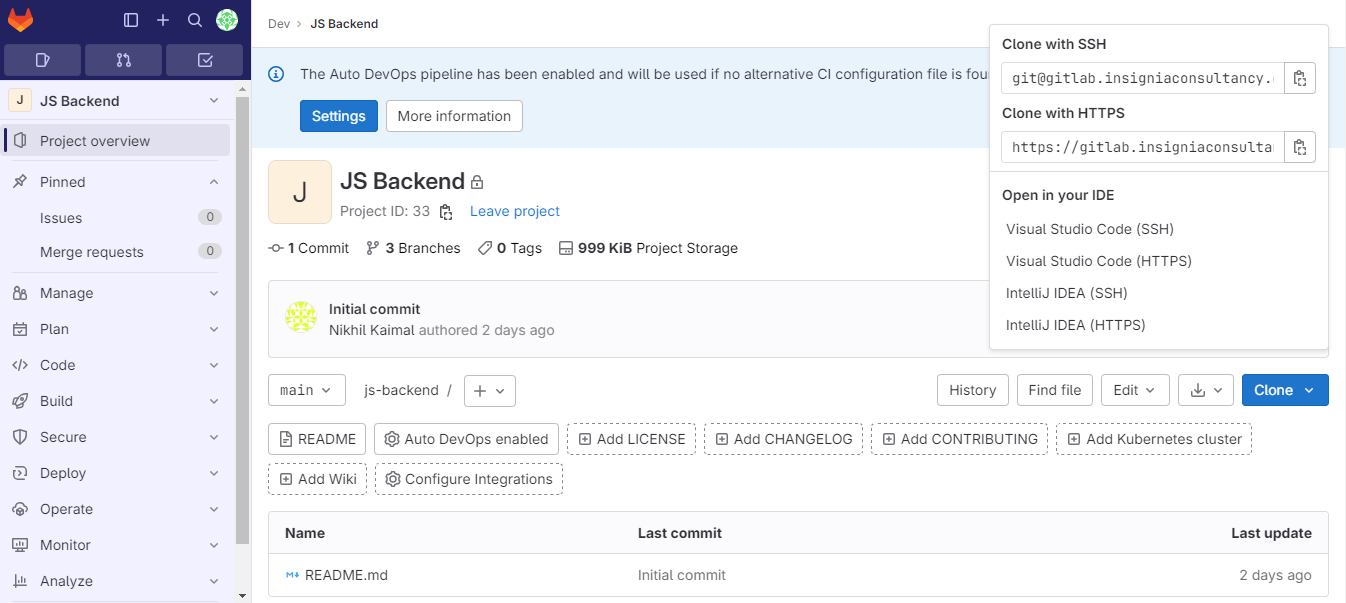 Dev › JS Backend
J JS Backend
Project overview
Pinned
Issues 0
Merge requests 0
Manage
Plan
Code
Build
Secure
Deploy
Operate
Monitor
Analyze
The Auto DevOps pipeline has been enabled and will be used if no alternative CI configuration file is fou
Settings More information
J
JS Backend
Project ID: 33 Leave project
1 Commit 3 Branches 0 Tags 999 KiB Project Storage
Initial commit
Nikhil Kaimal authored 2 days ago
Clone with SSH
git@gitlab.insigniaconsultancy.
Clone with HTTPS
https://gitlab.insigniaconsulta
Open in your IDE
Visual Studio Code (SSH)
Visual Studio Code (HTTPS)
IntelliJ IDEA (SSH)
IntelliJ IDEA (HTTPS)
main js-backend / + History Find file Edit Clone
README Auto DevOps enabled Add LICENSE Add CHANGELOG Add CONTRIBUTING Add Kubernetes cluster
Add Wiki Configure Integrations
Name Last commit Last update
README.md Initial commit 2 days ago